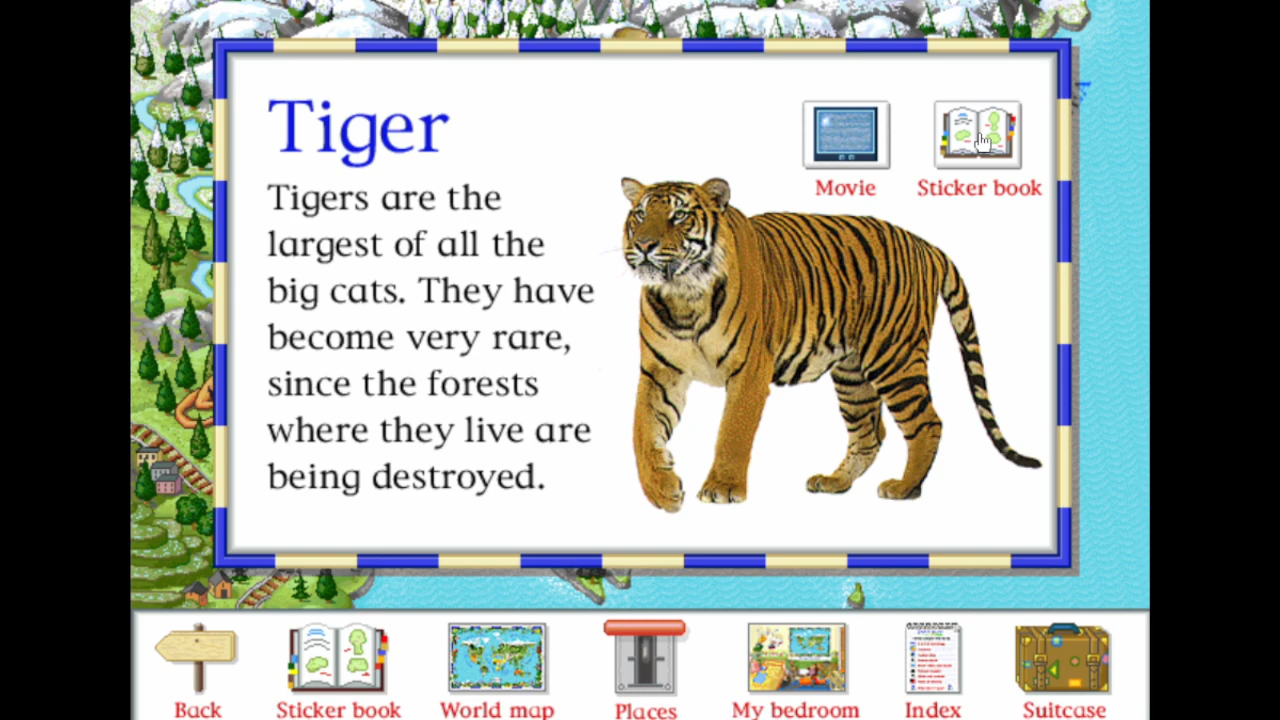 Tiger
Movie
Sticker book
Tigers are the
largest of all the
big cats. They have
become very rare,
since the forests
where they live are
being destroyed.
Back
Sticker book
World map
Places
My bedroom
Index
Suitcase